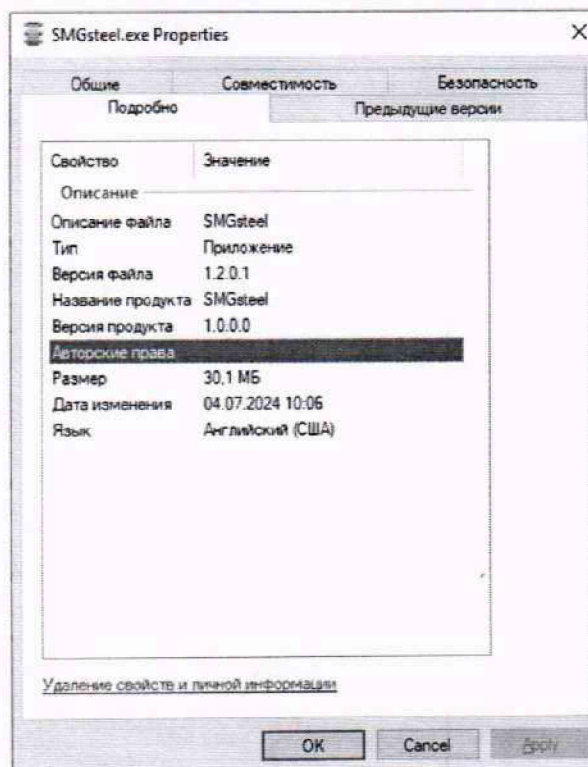 SMGsteel.exe Properties
Общие Совместимость Безопасность
Подробно Предыдущие версии
Свойство Значение
Описание
Описание файла SMGsteel
Тип Приложение
Версия файла 1.2.0.1
Название продукта SMGsteel
Версия продукта 1.0.0.0
Авторские права
Размер 30,1 МБ
Дата изменения 04.07.2024 10:06
Язык Английский (США)
Удаление свойств и личной информации
OK Cancel Apply